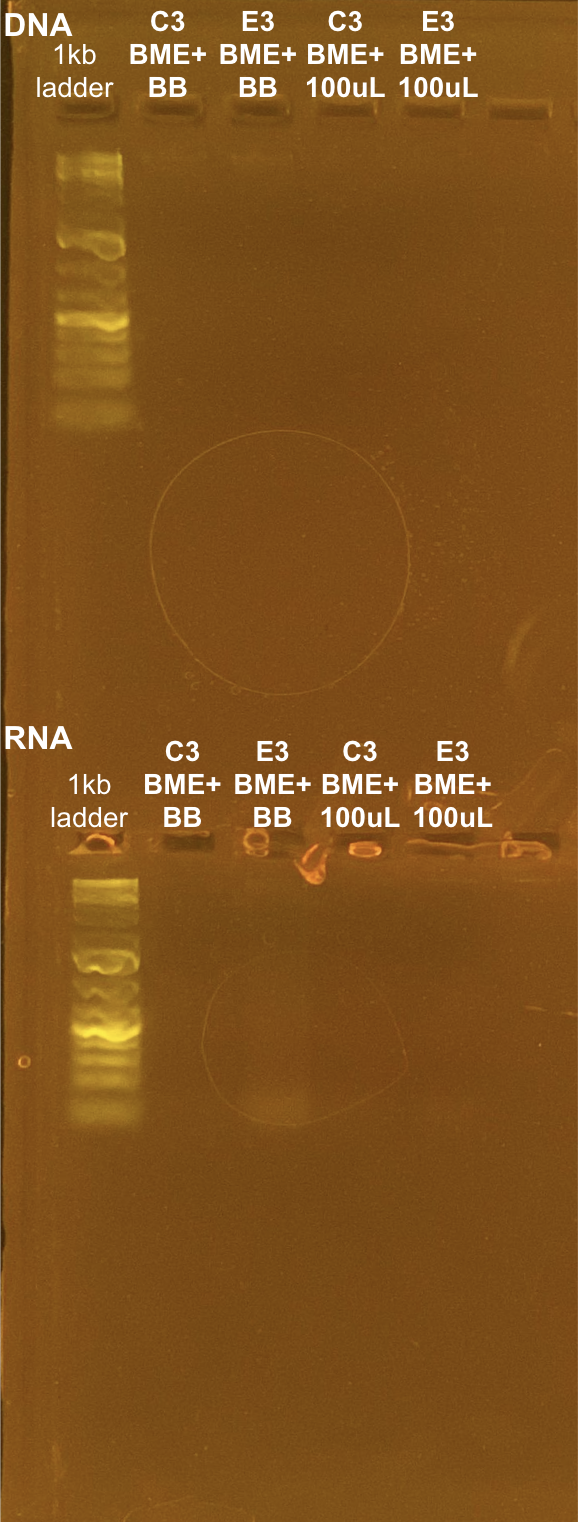 DNA
1kb
ladder
C3
BME+
BB
E3
BME+
BB
C3
BME+
100uL
E3
BME+
100uL
RNA
1kb
ladder
C3
BME+
BB
E3
BME+
BB
C3
BME+
100uL
E3
BME+
100uL